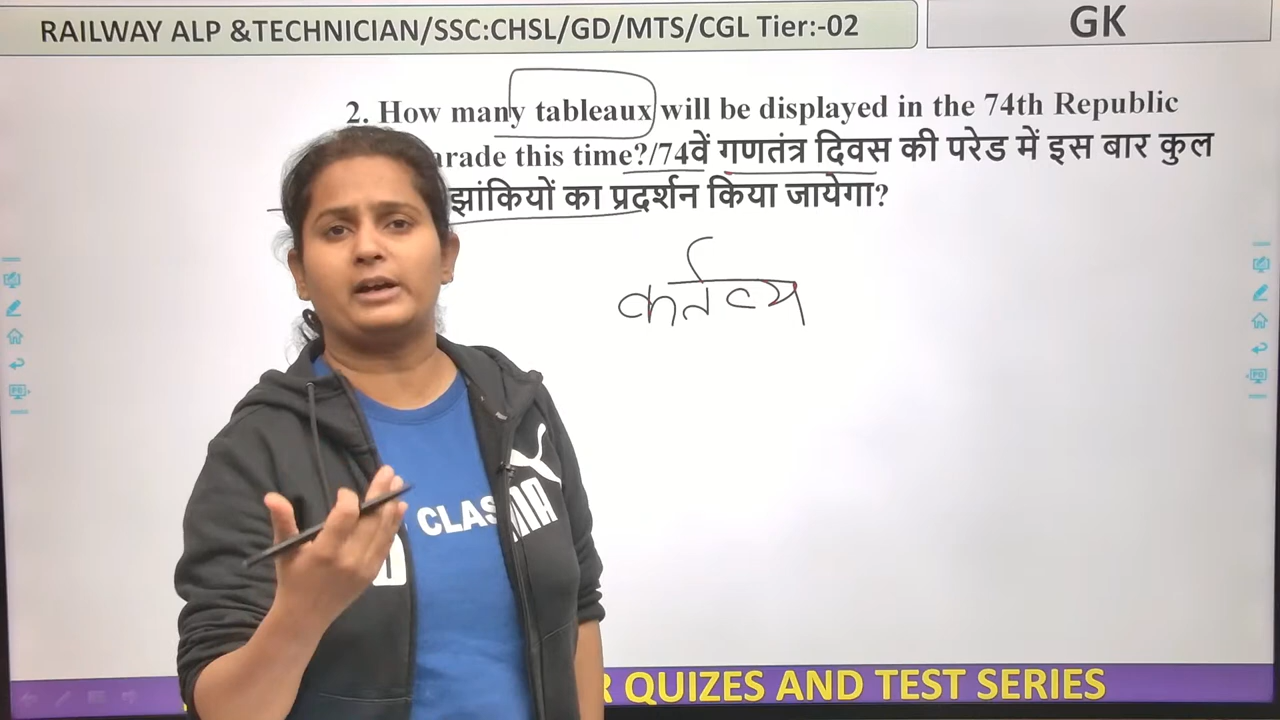 RAILWAY ALP &TECHNICIAN/SSC:CHSL/GD/MTS/CGL Tier:-02
GK
2. How many tableaux will be displayed in the 74th Republic
arade this time?/74वें गणतंत्र दिवस की परेड में इस बार कुल
झांकियों का प्रदर्शन किया जायेगा?
कर्तव्य
CLAS
R QUIZES AND TEST SERIES